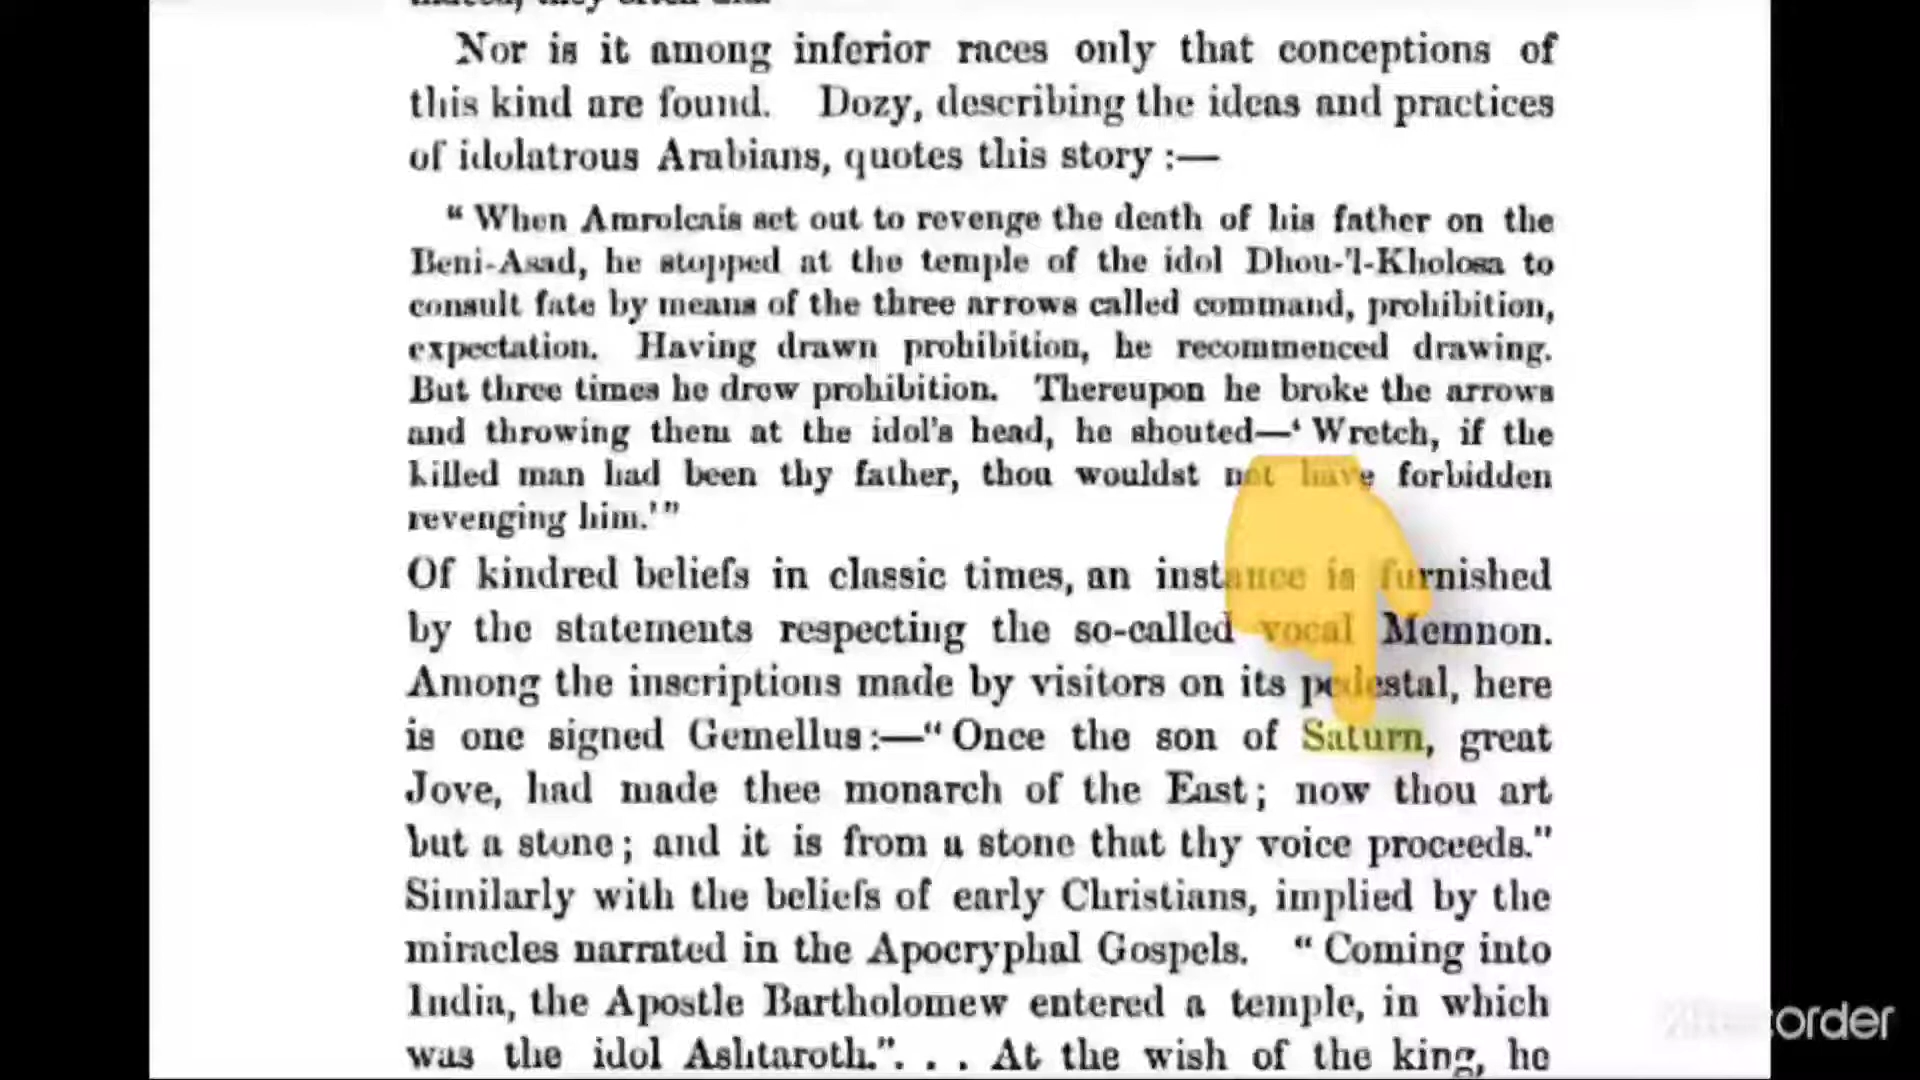 Nor is it among inferior races only that conceptions of
this kind are found. Dozy, describing the ideas and practices
of idolatrous Arabians, quotes this story :—
“ When Amrolcais set out to revenge the death of his father on the
Beni-Asad, he stopped at the temple of the idol Dhou-'l-Kholosa to
consult fate by means of the three arrows called command, prohibition,
expectation. Having drawn prohibition, he recommenced drawing.
But three times he drew prohibition. Thereupon he broke the arrows
and throwing them at the idol's head, he shouted—‘ Wretch, if the
killed man had been thy father, thou wouldst not have forbidden
revenging him.’”
Of kindred beliefs in classic times, an instance is furnished
by the statements respecting the so-called vocal Memnon.
Among the inscriptions made by visitors on its pedestal, here
is one signed Gemellus:—“ Once the son of Saturn, great
Jove, had made thee monarch of the East; now thou art
but a stone; and it is from a stone that thy voice proceeds.”
Similarly with the beliefs of early Christians, implied by the
miracles narrated in the Apocryphal Gospels. “ Coming into
India, the Apostle Bartholomew entered a temple, in which
was the idol Ashtaroth.”. . . At the wish of the king, he